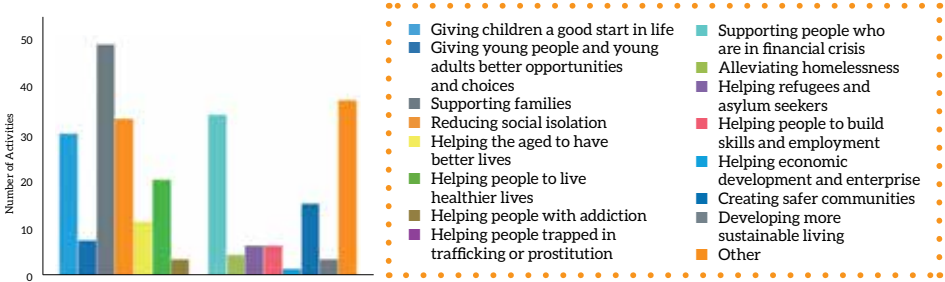 50
40
30
20
10
0
Number of Activities
Giving children a good start in life
Giving young people and young
adults better opportunities
and choices
Supporting families
Reducing social isolation
Helping the aged to have
better lives
Helping people to live
healthier lives
Helping people with addiction
Helping people trapped in
trafficking or prostitution
Supporting people who
are in financial crisis
Alleviating homelessness
Helping refugees and
asylum seekers
Helping people to build
skills and employment
Helping economic
development and enterprise
Creating safer communities
Developing more
sustainable living
Other